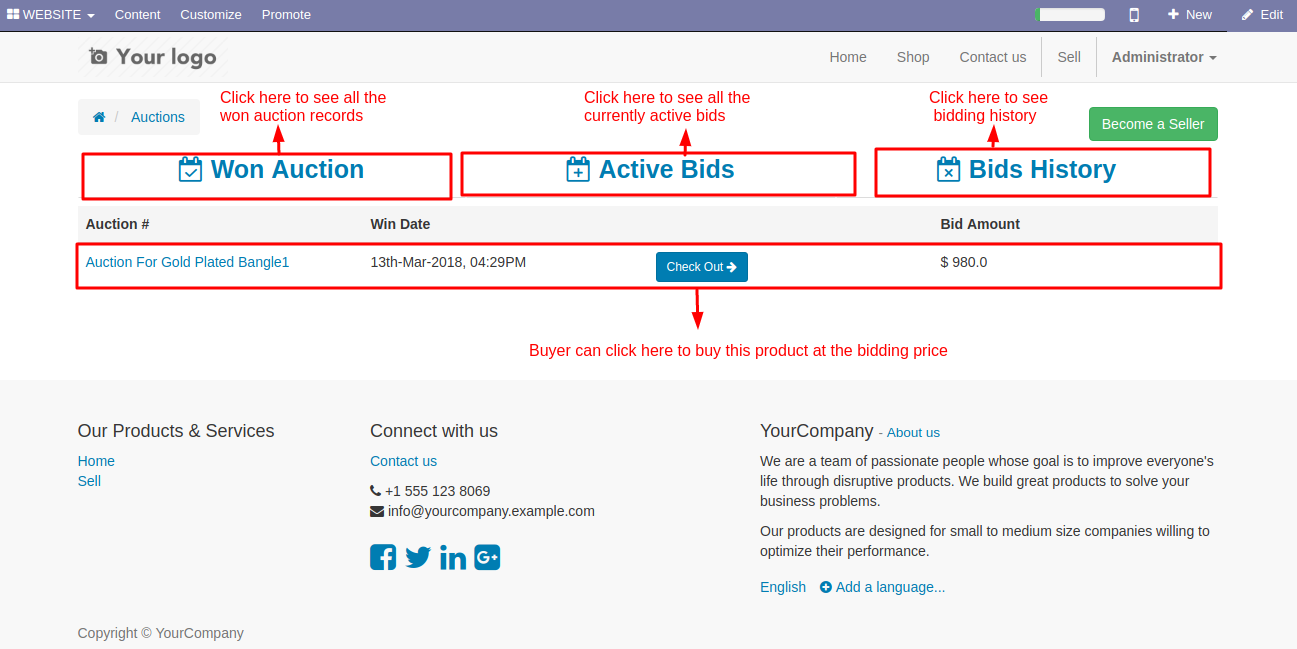 WEBSITE Content Customize Promote New Edit
Your logo Home Shop Contact us Sell Administrator
Click here to see all the
won auction records
Click here to see all the
currently active bids
Click here to see
bidding history
/ Auctions
Become a Seller
Won Auction Active Bids Bids History
Auction # Win Date Bid Amount
Auction For Gold Plated Bangle1 13th-Mar-2018, 04:29PM Check Out $ 980.0
Buyer can click here to buy this product at the bidding price
Our Products & Services
Home
Sell
Connect with us
Contact us
+1 555 123 8069
info@yourcompany.example.com
YourCompany - About us
We are a team of passionate people whose goal is to improve everyone's
life through disruptive products. We build great products to solve your
business problems.
Our products are designed for small to medium size companies willing to
optimize their performance.
English Add a language...
Copyright © YourCompany